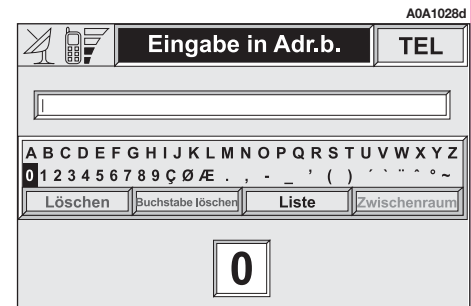 A0A1028d
Eingabe in Adr.b. TEL
A B C D E F G H I J K L M N O P Q R S T U V W X Y Z
0 1 2 3 4 5 6 7 8 9 Ç Ø Æ . , - _ ' ( ) ´ ` ¨ ^ ° ~
Löschen Buchstabe löschen Liste Zwischenraum
0